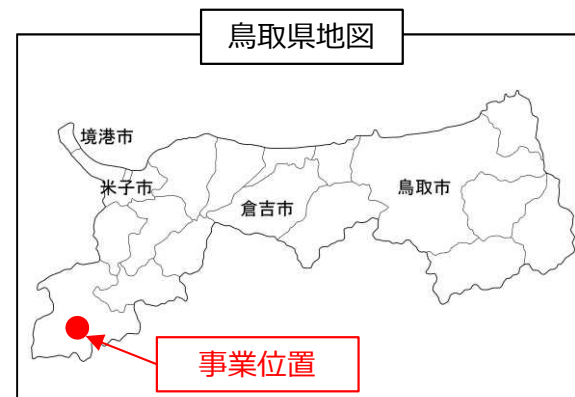 鳥取県地図
境港市
米子市
倉吉市
鳥取市
事業位置